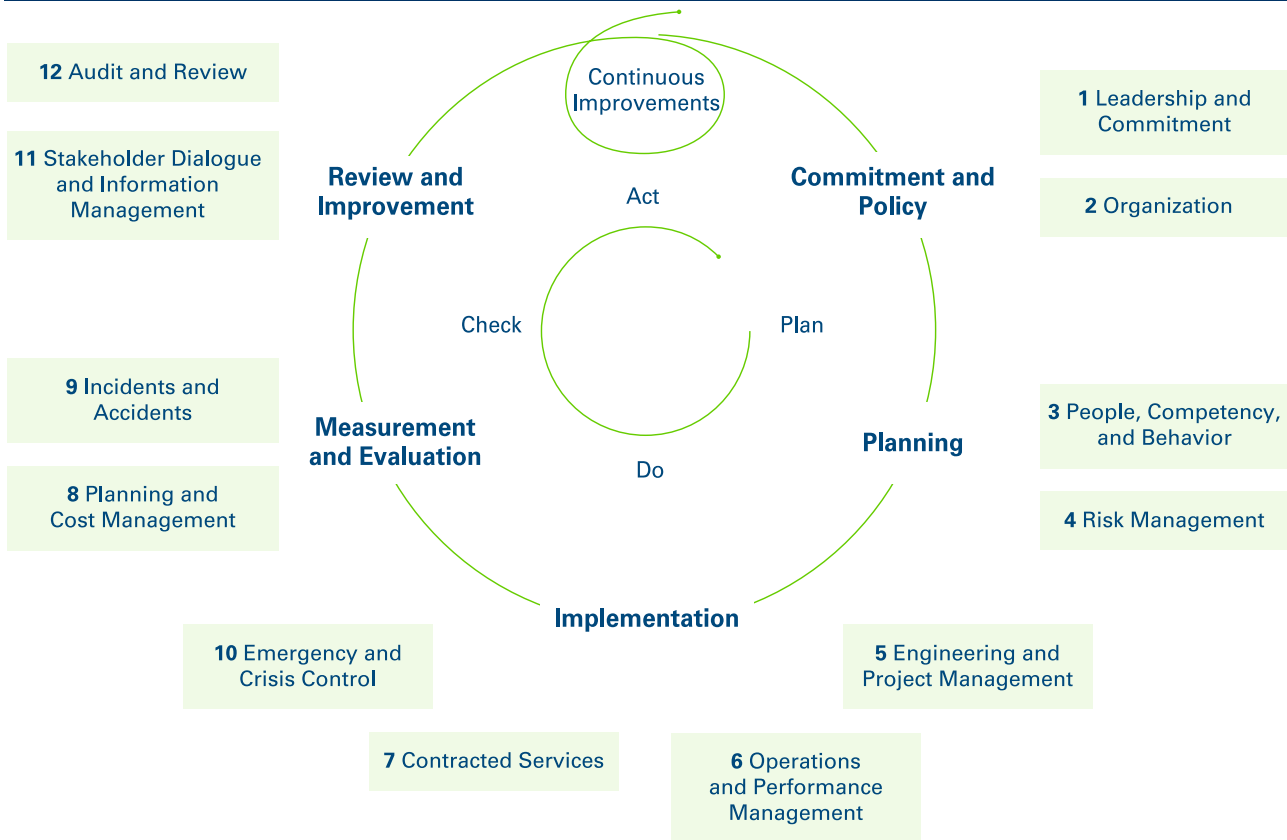 Continuous
Improvements
12 Audit and Review
11 Stakeholder Dialogue
and Information
Management
1 Leadership and
Commitment
2 Organization
Review and
Improvement
Act
Commitment and
Policy
Check
Plan
9 Incidents and
Accidents
8 Planning and
Cost Management
Measurement
and Evaluation
Do
Planning
3 People, Competency,
and Behavior
4 Risk Management
Implementation
10 Emergency and
Crisis Control
5 Engineering and
Project Management
7 Contracted Services
6 Operations
and Performance
Management